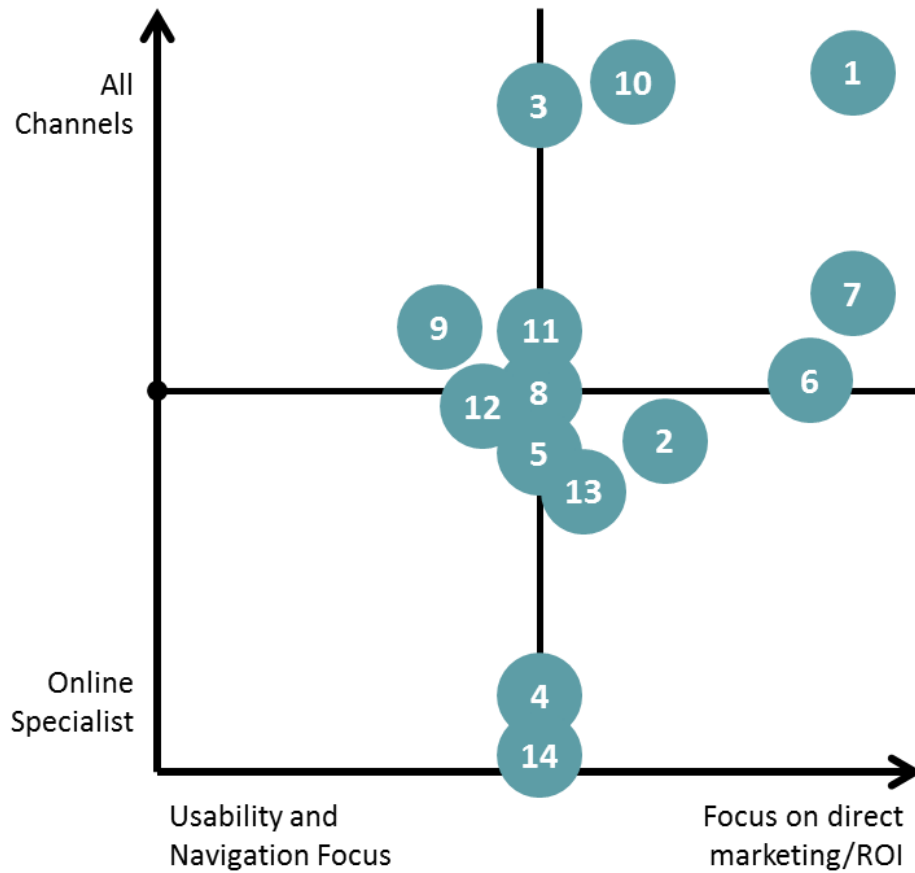 All
Channels
1
10
3
7
9
11
6
8
12
2
5
13
Online
Specialist
4
14
Usability and
Navigation Focus
Focus on direct
marketing/ROI